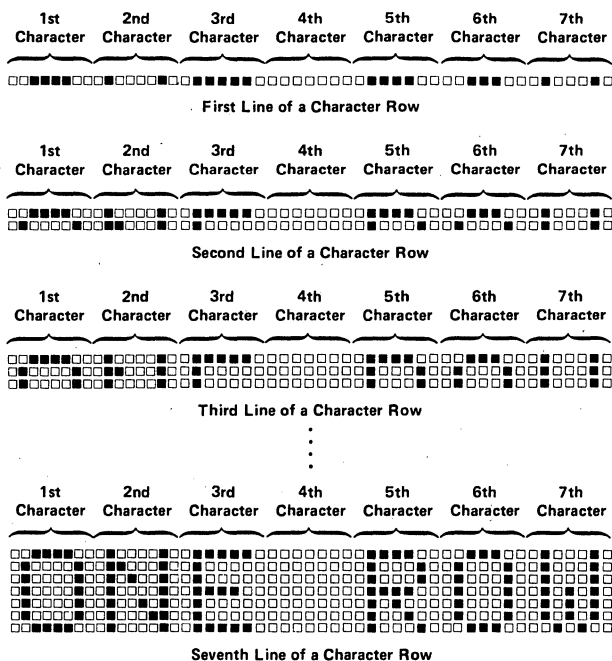 1st 2nd 3rd 4th 5th 6th 7th
Character Character Character Character Character Character Character
First Line of a Character Row
1st 2nd 3rd 4th 5th 6th 7th
Character Character Character Character Character Character Character
Second Line of a Character Row
1st 2nd 3rd 4th 5th 6th 7th
Character Character Character Character Character Character Character
Third Line of a Character Row
1st 2nd 3rd 4th 5th 6th 7th
Character Character Character Character Character Character Character
Seventh Line of a Character Row